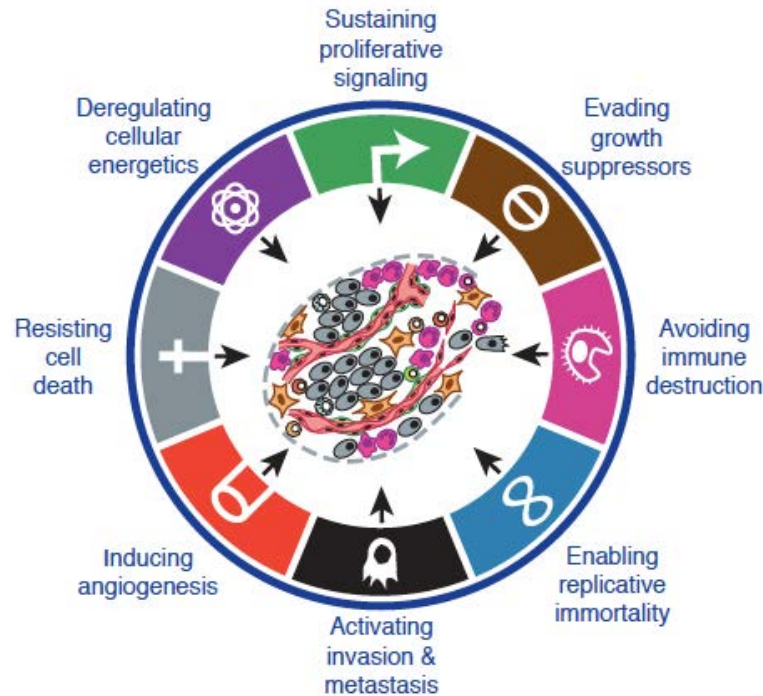 Sustaining
proliferative
signaling
Evading
growth
suppressors
Avoiding
immune
destruction
Enabling
replicative
immortality
Activating
invasion &
metastasis
Inducing
angiogenesis
Resisting
cell
death
Deregulating
cellular
energetics